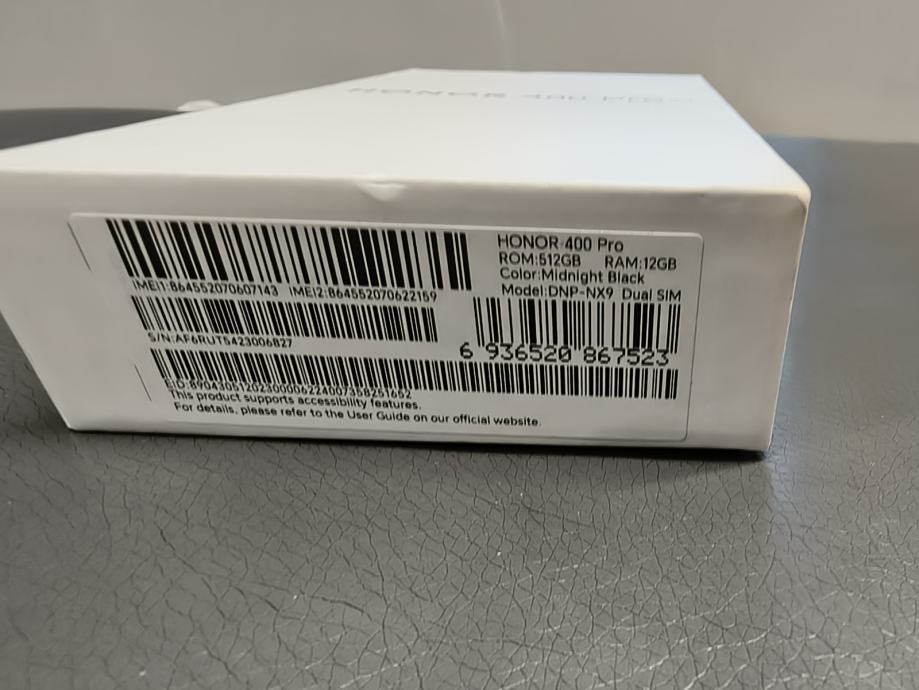 HONOR 400 Pro
HONOR 400 Pro
ROM:512GB RAM:12GB
Color:Midnight Black
Model:DNP-NX9 Dual SIM
IMEI1:864552070607143 IMEI2:864552070622159
S/N:AF6RUT5423006827
6 936520 867523
EID:89043051202300006224007358251652
This product supports accessibility features.
For details, please refer to the User Guide on our official website.